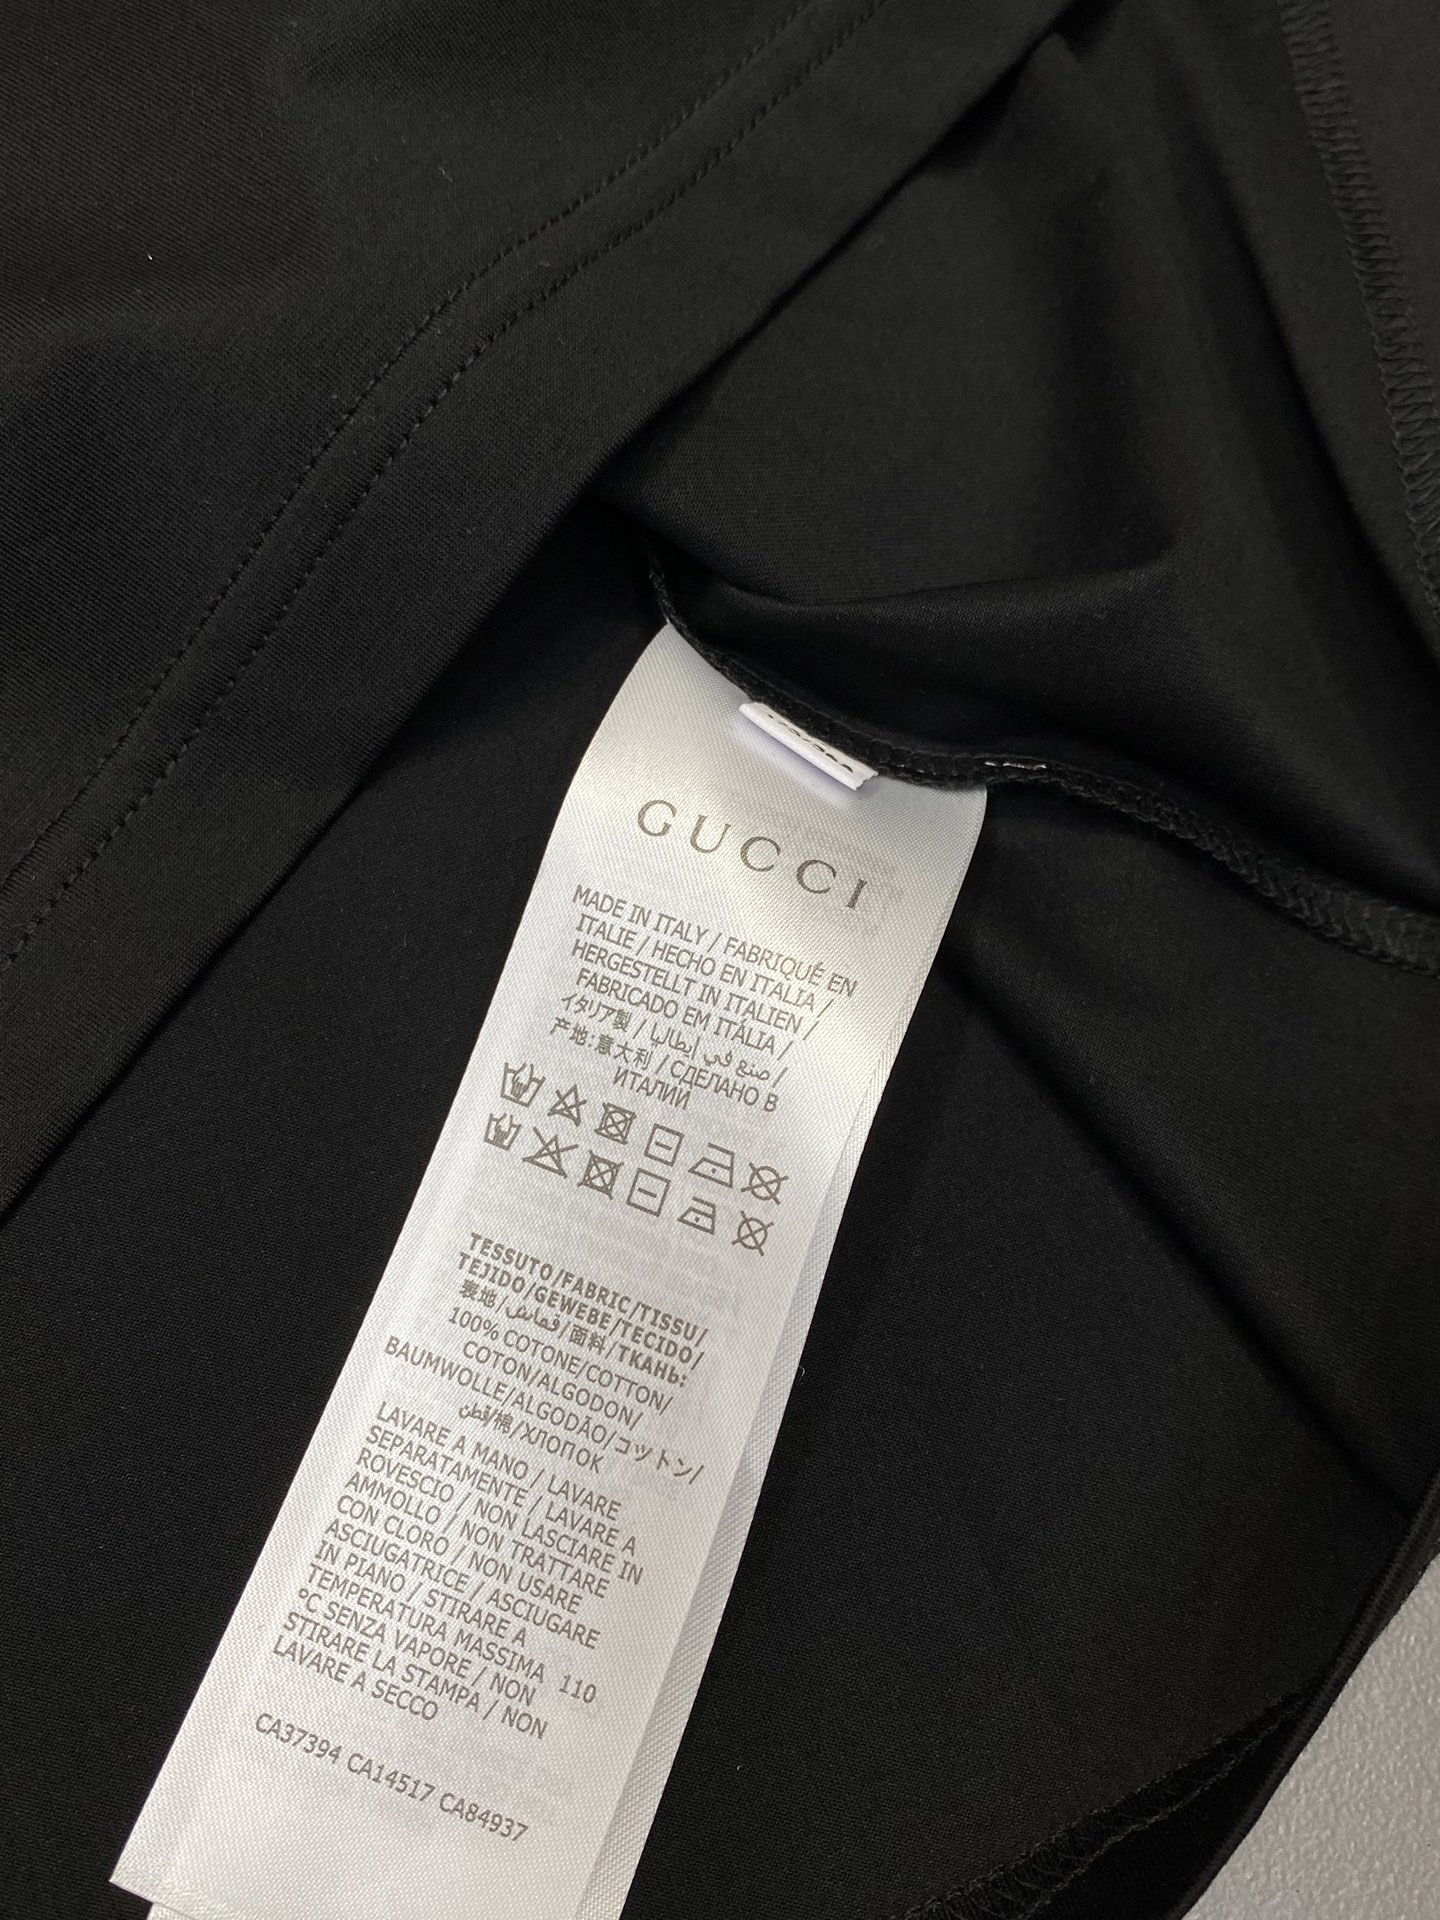 GUCCI
MADE IN ITALY / FABRIQUÉ EN
ITALIE / HECHO EN ITALIA /
HERGESTELLT IN ITALIEN /
FABRICADO EM ITÁLIA /
イタリア製 / صنع في إيطاليا /
产地:意大利 / СДЕЛАНО В
ИТАЛИИ
TESSUTO/FABRIC/TISSU/
TEJIDO/GEWEBE/TECIDO/
表地/قماش/面料/ТКАНЬ:
100% COTONE/COTTON/
COTON/ALGODON/
BAUMWOLLE/ALGODÃO/コットン/
قطن/棉/ХЛОПОК
LAVARE A MANO / LAVARE
SEPARATAMENTE / LAVARE A
ROVESCIO / NON LASCIARE IN
AMMOLLO / NON TRATTARE
CON CLORO / NON USARE
ASCIUGATRICE / ASCIUGARE
IN PIANO / STIRARE A
TEMPERATURA MASSIMA 110
°C SENZA VAPORE / NON
STIRARE LA STAMPA / NON
LAVARE A SECCO
CA37394 CA14517 CA84937